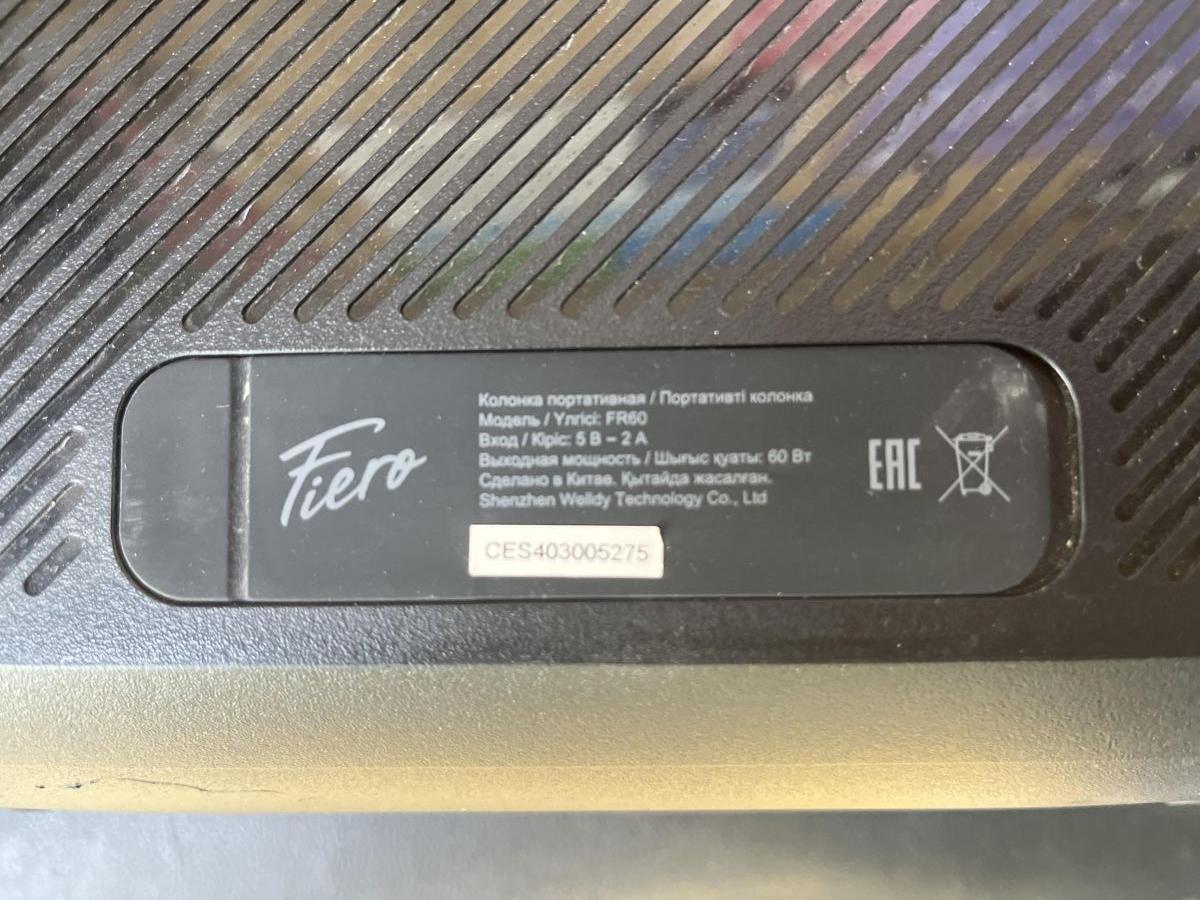 Fiero
Колонка портативная / Портативті колонка
Модель / Үлгісі: FR60
Вход / Кіріс: 5 В – 2 А
Выходная мощность / Шығыс қуаты: 60 Вт
Сделано в Китае. Қытайда жасалған.
Shenzhen Welldy Technology Co., Ltd
CES403005275
EAC